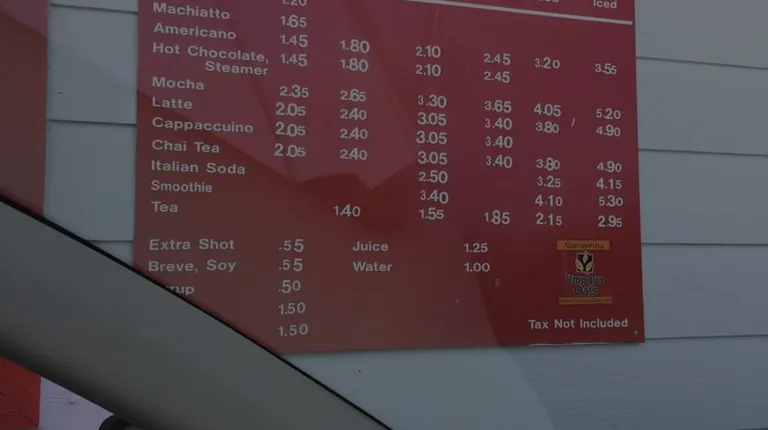 1.20 Iced
Machiatto 1.65
Americano 1.45 1.80 2.10 2.45 3.20 3.55
Hot Chocolate, 1.45 1.80 2.10 2.45
Steamer
Mocha 2.35 2.65 3.30 3.65 4.05 5.20
Latte 2.05 2.40 3.05 3.40 3.80 4.90
Cappaccuino 2.05 2.40 3.05 3.40
Chai Tea 2.05 2.40 3.05 3.40 3.80 4.90
Italian Soda 2.50 3.25 4.15
Smoothie 3.40 4.10 5.30
Tea 1.40 1.55 1.85 2.15 2.95
Extra Shot .55 Juice 1.25
Breve, Soy .55 Water 1.00
.50
1.50
1.50
Now serving
Umpqua
Oats
Tax Not Included